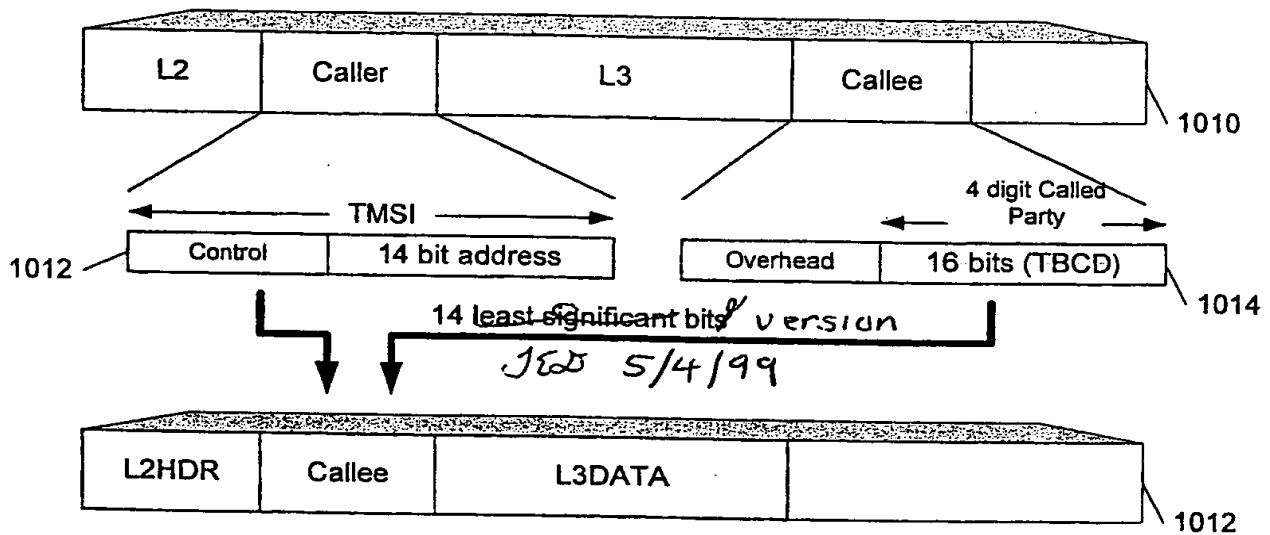 L2 Caller L3 Callee
1010
4 digit Called
Party
TMSI
1012 Control 14 bit address Overhead 16 bits (TBCD)
1014
14 least significant bits version
JED 5/4/99
L2HDR Callee L3DATA
1012